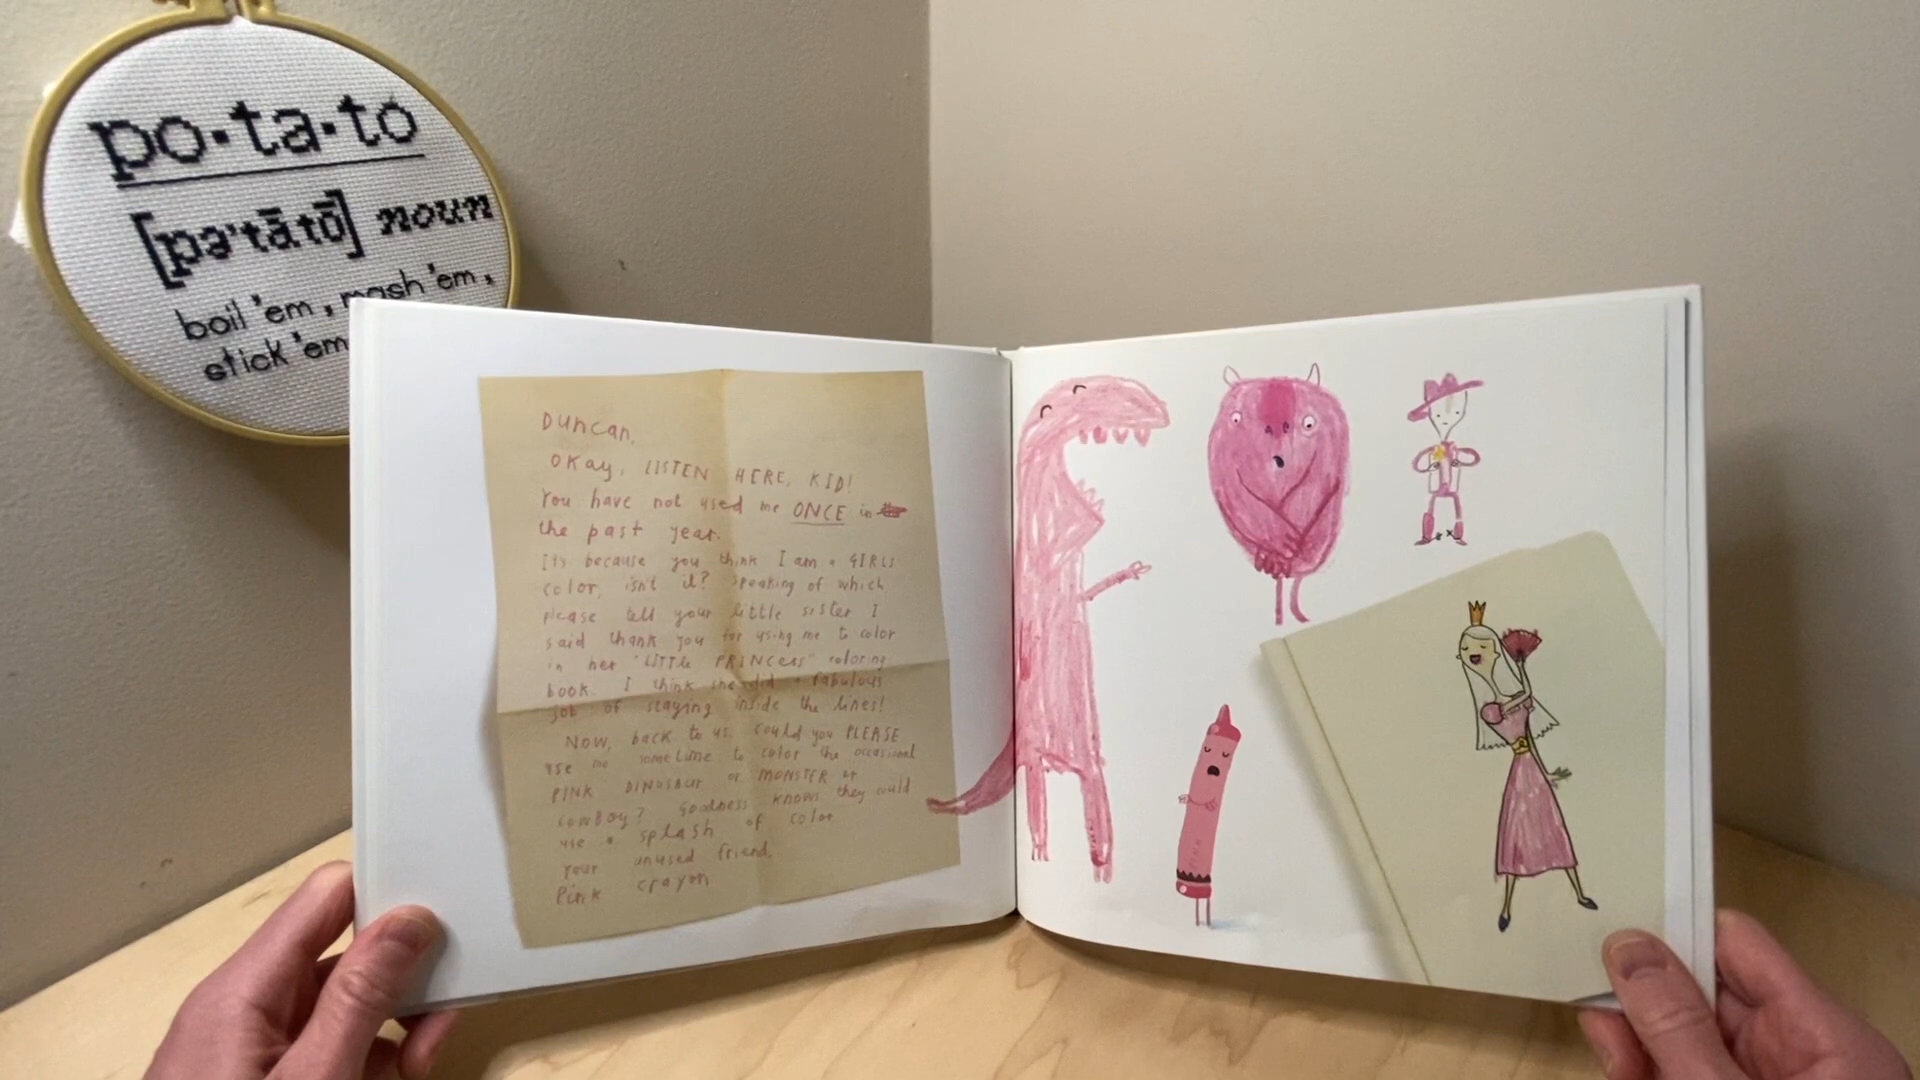 po·ta·to
[pə'tātō] noun
boil 'em, mash 'em,
stick 'em
Duncan,
Okay, LISTEN HERE, KID!
You have not used me ONCE in
the past year.
It's because you think I am a GIRLS
color, isn't it? Speaking of which,
please tell your little sister I
said thank you for using me to color
in her "LITTLE PRINCESS" coloring
book. I think she did a fabulous
job of staying inside the lines!
NOW, back to us. Could you PLEASE
use me sometime to color the occasional
PINK DINOSAUR or MONSTER or
COWBOY? Goodness knows they could
use a splash of color.
Your unused friend,
Pink crayon